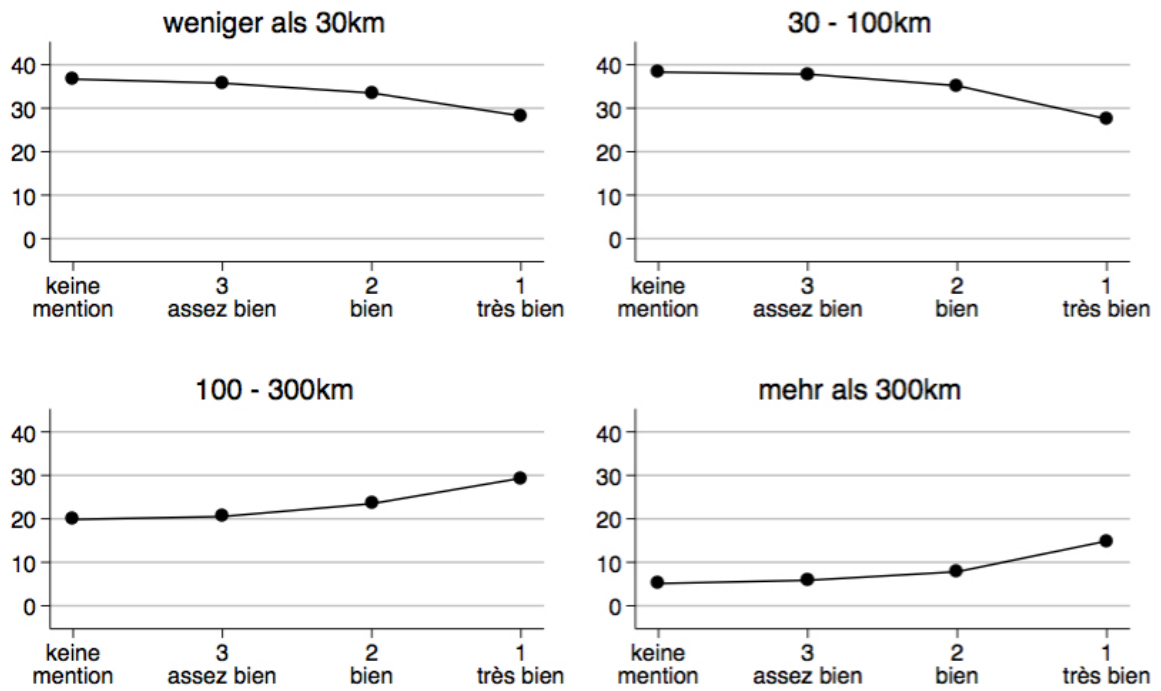 weniger als 30km
40
30
20
10
0
keine mention
3 assez bien
2 bien
1 très bien
30 - 100km
40
30
20
10
0
keine mention
3 assez bien
2 bien
1 très bien
100 - 300km
40
30
20
10
0
keine mention
3 assez bien
2 bien
1 très bien
mehr als 300km
40
30
20
10
0
keine mention
3 assez bien
2 bien
1 très bien